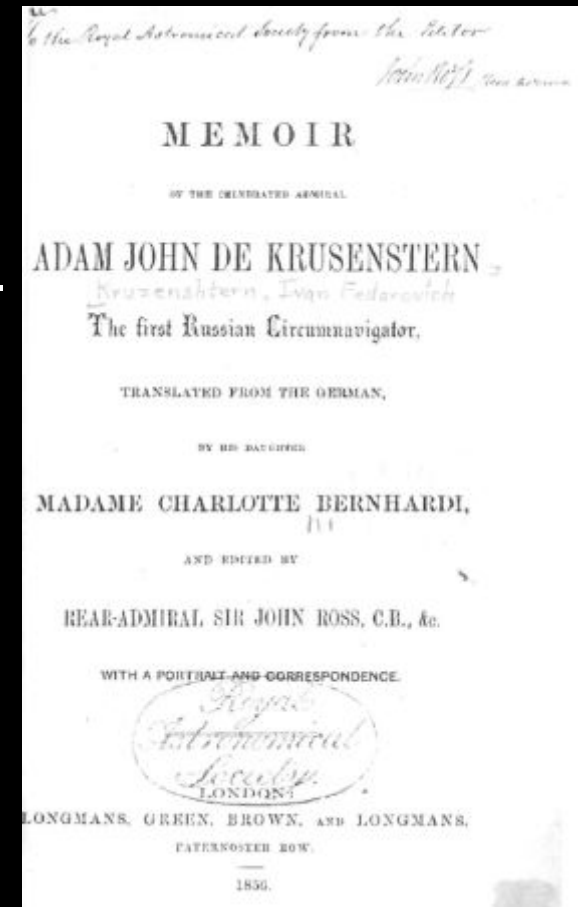 to the Royal Astronomical Society from the Editor
John Ross
MEMOIR
OF THE CELEBRATED ADMIRAL
ADAM JOHN DE KRUSENSTERN
Kruzenshtern, Ivan Fedorovich
The first Russian Circumnavigator,
TRANSLATED FROM THE GERMAN,
BY HIS DAUGHTER
MADAME CHARLOTTE BERNHARDI,
AND EDITED BY
REAR-ADMIRAL SIR JOHN ROSS, C.B., &c.
WITH A PORTRAIT AND CORRESPONDENCE.
Royal
Astronomical
Society.
LONDON:
LONGMANS, GREEN, BROWN, AND LONGMANS,
PATERNOSTER ROW.
1856.